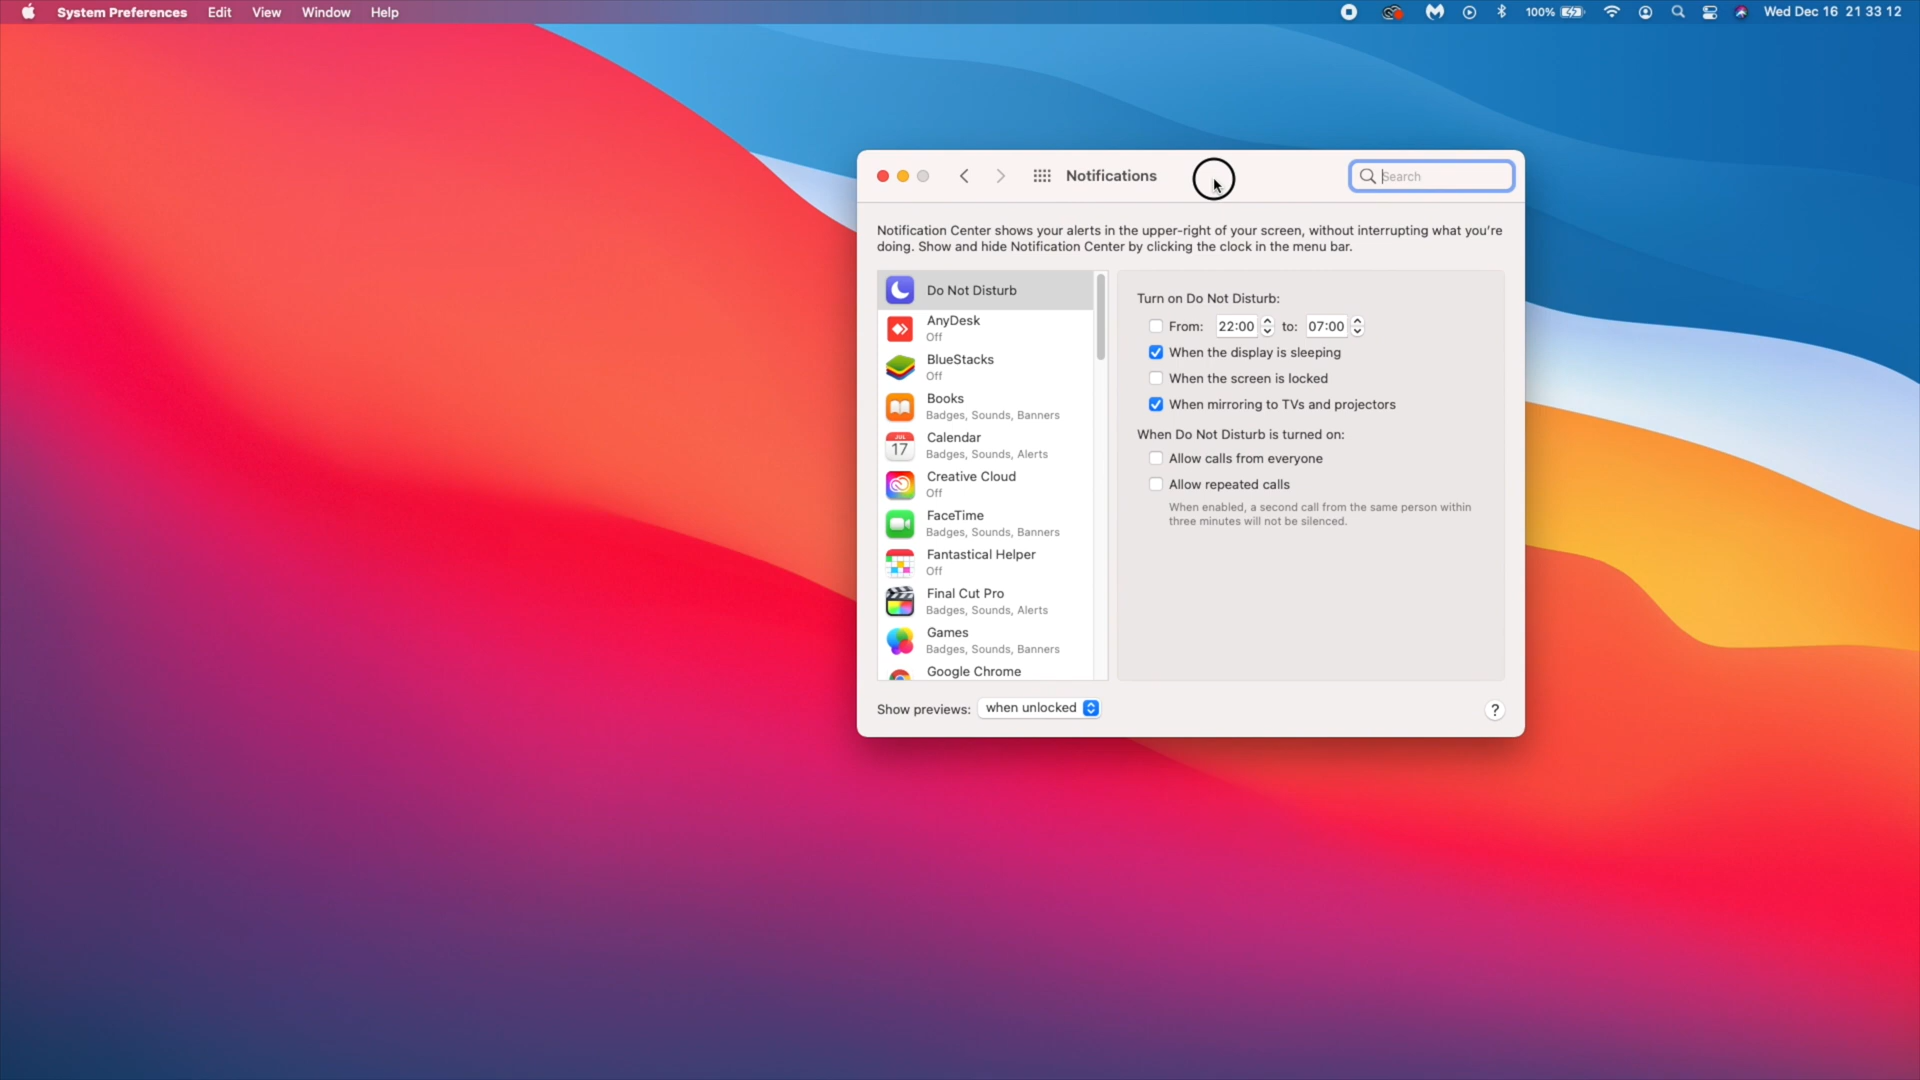 System Preferences Edit View Window Help
100% Wed Dec 16 21 33 12
Notifications
Search
Notification Center shows your alerts in the upper-right of your screen, without interrupting what you're
doing. Show and hide Notification Center by clicking the clock in the menu bar.
Do Not Disturb
AnyDesk
Off
BlueStacks
Off
Books
Badges, Sounds, Banners
JUL
17
Calendar
Badges, Sounds, Alerts
Creative Cloud
Off
FaceTime
Badges, Sounds, Banners
Fantastical Helper
Off
Final Cut Pro
Badges, Sounds, Alerts
Games
Badges, Sounds, Banners
Google Chrome
Turn on Do Not Disturb:
From: 22:00 to: 07:00
When the display is sleeping
When the screen is locked
When mirroring to TVs and projectors
When Do Not Disturb is turned on:
Allow calls from everyone
Allow repeated calls
When enabled, a second call from the same person within
three minutes will not be silenced.
Show previews: when unlocked
?